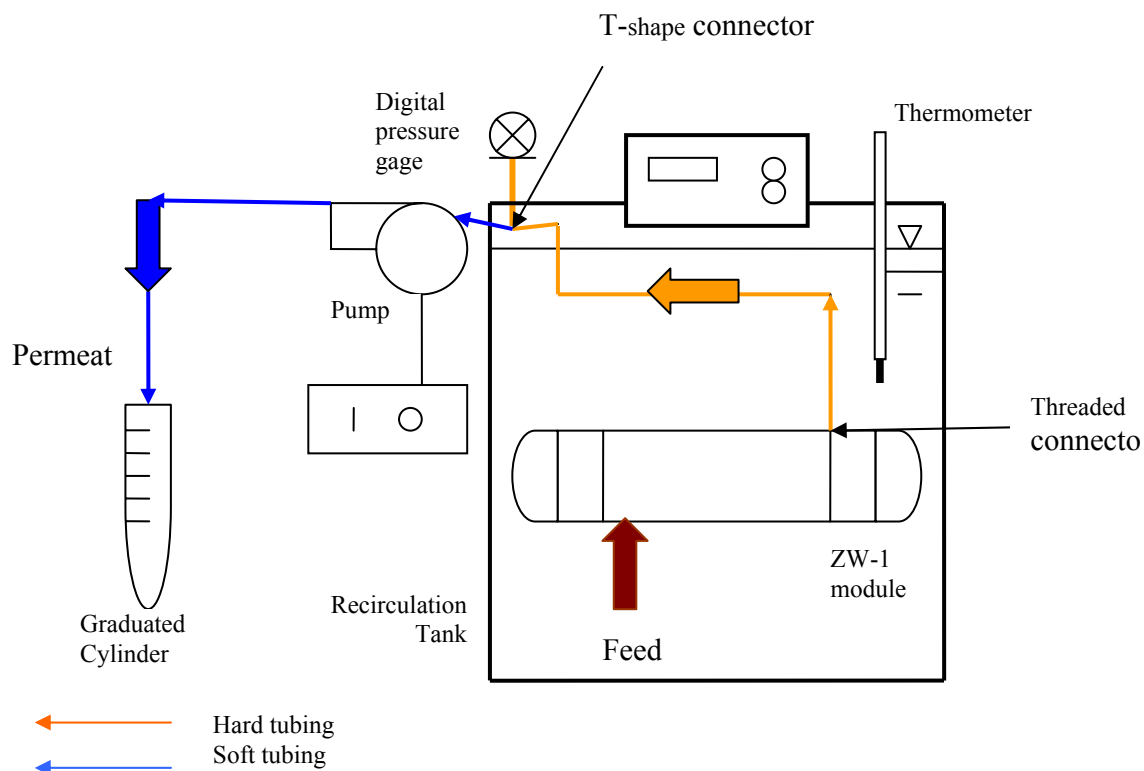 T-shape connector
Digital
pressure
gage
Thermometer
Pump
Permeat
Threaded
connecto
ZW-1
module
Recirculation
Tank
Feed
Graduated
Cylinder
Hard tubing
Soft tubing